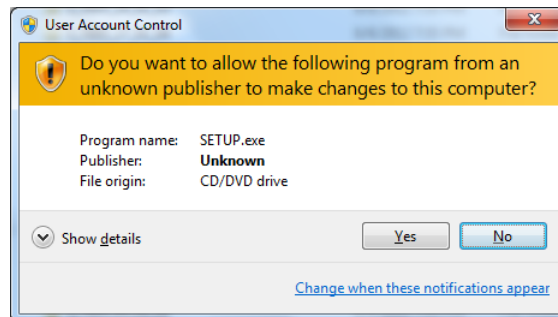 User Account Control
Do you want to allow the following program from an
unknown publisher to make changes to this computer?
Program name: SETUP.exe
Publisher: Unknown
File origin: CD/DVD drive
Show details
Yes No
Change when these notifications appear